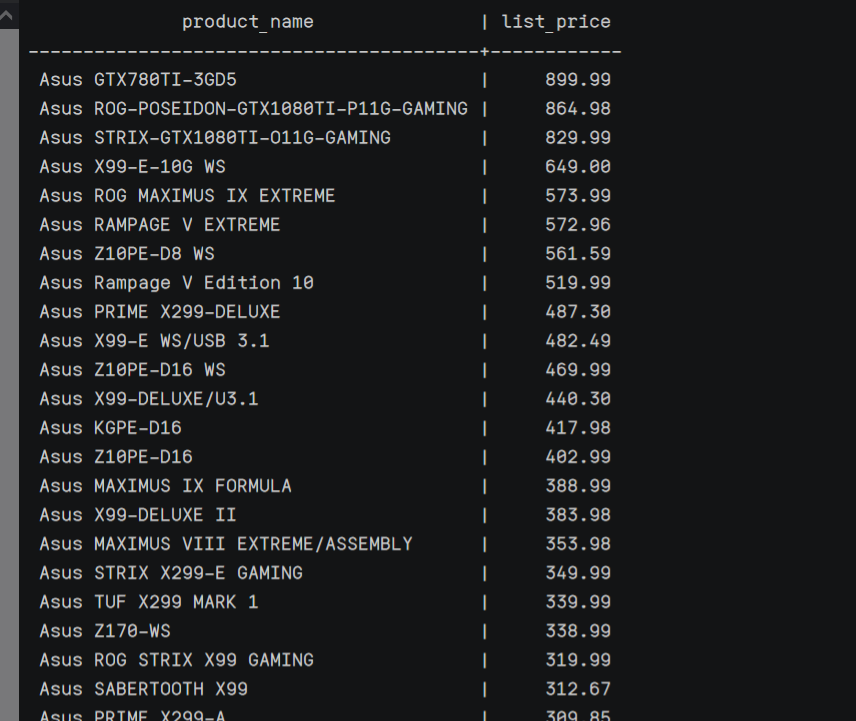 product_name | list_price
-----------------------------------------+------------
Asus GTX780TI-3GD5 | 899.99
Asus ROG-POSEIDON-GTX1080TI-P11G-GAMING | 864.98
Asus STRIX-GTX1080TI-O11G-GAMING | 829.99
Asus X99-E-10G WS | 649.00
Asus ROG MAXIMUS IX EXTREME | 573.99
Asus RAMPAGE V EXTREME | 572.96
Asus Z10PE-D8 WS | 561.59
Asus Rampage V Edition 10 | 519.99
Asus PRIME X299-DELUXE | 487.30
Asus X99-E WS/USB 3.1 | 482.49
Asus Z10PE-D16 WS | 469.99
Asus X99-DELUXE/U3.1 | 440.30
Asus KGPE-D16 | 417.98
Asus Z10PE-D16 | 402.99
Asus MAXIMUS IX FORMULA | 388.99
Asus X99-DELUXE II | 383.98
Asus MAXIMUS VIII EXTREME/ASSEMBLY | 353.98
Asus STRIX X299-E GAMING | 349.99
Asus TUF X299 MARK 1 | 339.99
Asus Z170-WS | 338.99
Asus ROG STRIX X99 GAMING | 319.99
Asus SABERTOOTH X99 | 312.67
Asus PRIME X299-A | 309.85